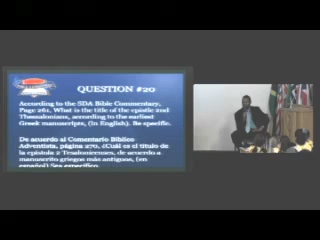 QUESTION #20
According to the SDA Bible Commentary,
Page 261, What is the title of the epistle 2nd
Thessalonians, according to the earliest
Greek manuscripts, (in English). Be specific.
De acuerdo al Comentario Bíblico
Adventista, página 270, ¿Cuál es el título de
la epístola 2 Tesalonicenses, de acuerdo a
manuscrito griegos más antiguos, (en
español) Sea específico.